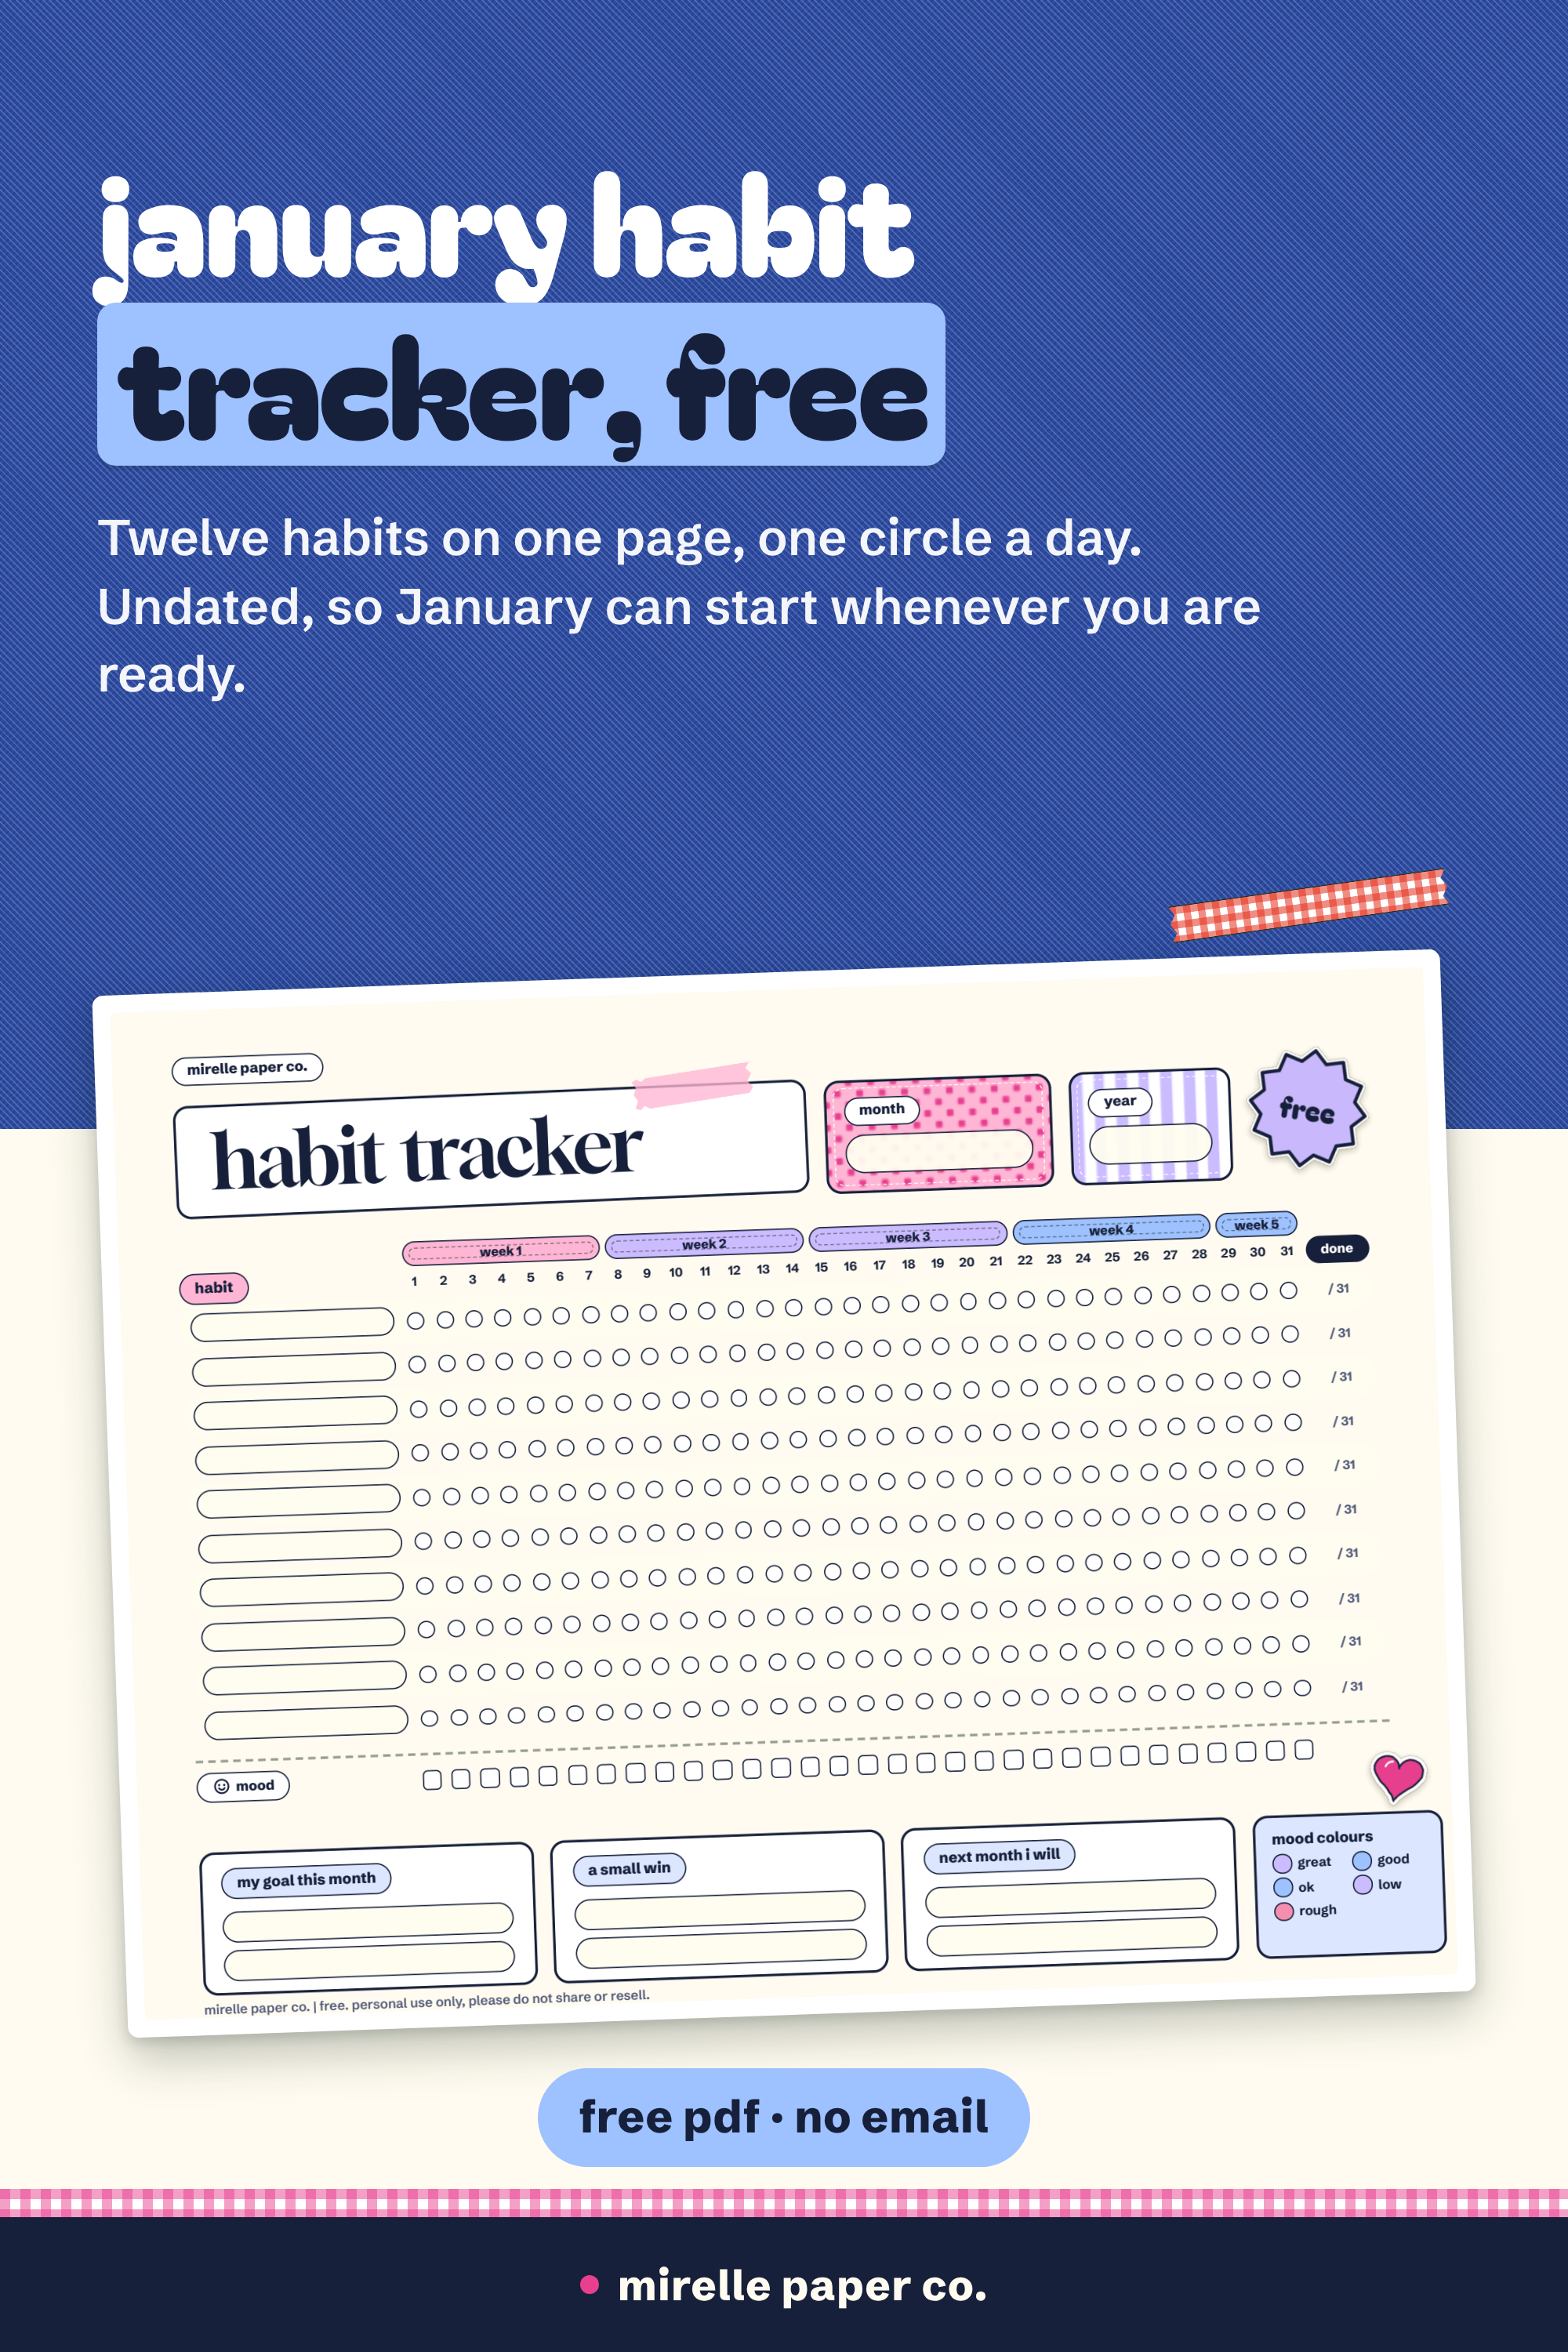 january habit
tracker, free
Twelve habits on one page, one circle a day.
Undated, so January can start whenever you are
ready.
mirelle paper co.
habit tracker
month
year
free
week 1 week 2 week 3 week 4 week 5
habit
1 2 3 4 5 6 7 8 9 10 11 12 13 14 15 16 17 18 19 20 21 22 23 24 25 26 27 28 29 30 31
done
/ 31
/ 31
/ 31
/ 31
/ 31
/ 31
/ 31
/ 31
/ 31
/ 31
mood
my goal this month
a small win
next month i will
mood colours
great good
ok low
rough
mirelle paper co. | free. personal use only, please do not share or resell.
free pdf · no email
mirelle paper co.